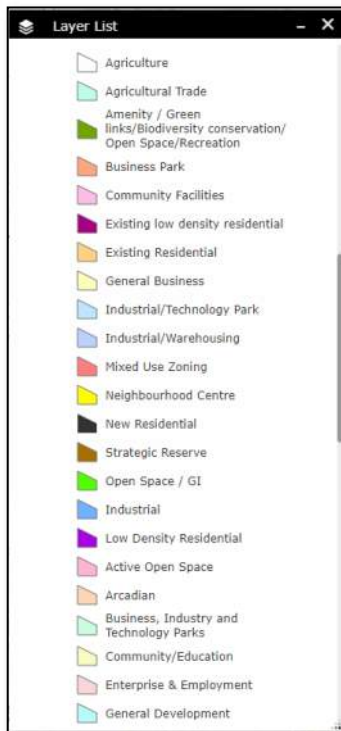 Layer List
Agriculture
Agricultural Trade
Amenity / Green
links/Biodiversity conservation/
Open Space/Recreation
Business Park
Community Facilities
Existing low density residential
Existing Residential
General Business
Industrial/Technology Park
Industrial/Warehousing
Mixed Use Zoning
Neighbourhood Centre
New Residential
Strategic Reserve
Open Space / GI
Industrial
Low Density Residential
Active Open Space
Arcadian
Business, Industry and
Technology Parks
Community/Education
Enterprise & Employment
General Development